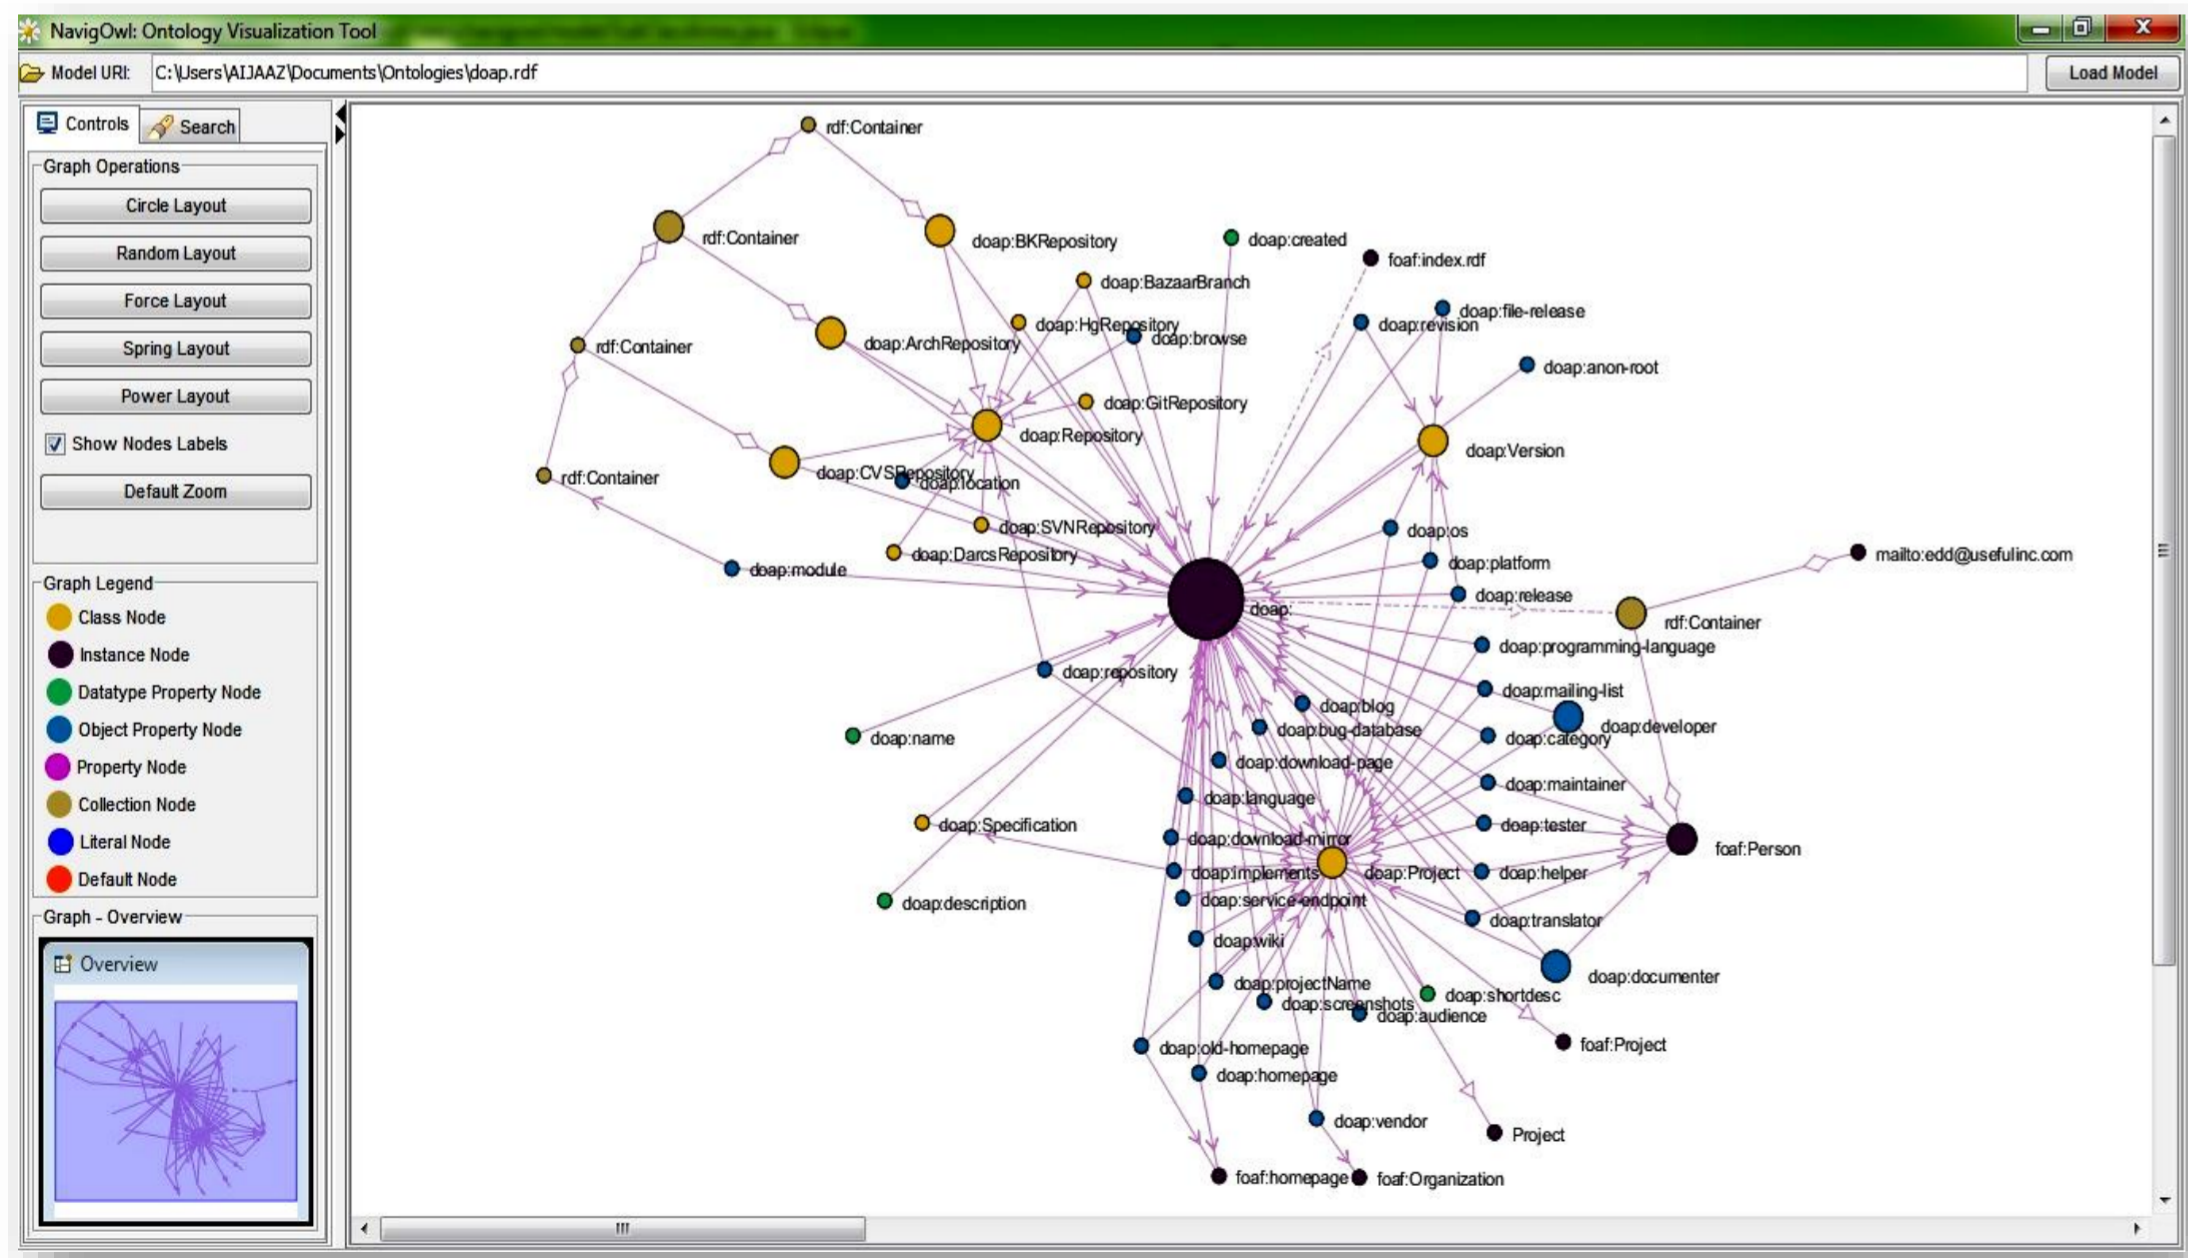 NavigOwl: Ontology Visualization Tool
Model URI: C:\Users\AIJAAZ\Documents\Ontologies\doap.rdf Load Model
Controls Search
Graph Operations
Circle Layout
Random Layout
Force Layout
Spring Layout
Power Layout
Show Nodes Labels
Default Zoom
Graph Legend
Class Node
Instance Node
Datatype Property Node
Object Property Node
Property Node
Collection Node
Literal Node
Default Node
Graph - Overview
Overview
rdf:Container
rdf:Container
doap:BKRepository
doap:created
foaf:index.rdf
doap:BazaarBranch
doap:file-release
doap:HgRepository
doap:revision
doap:browse
doap:ArchRepository
rdf:Container
doap:anon-root
doap:GitRepository
doap:Repository
doap:Version
doap:CVSRepository
rdf:Container
doap:location
doap:SVNRepository
doap:os
doap:DarcsRepository
mailto:edd@usefulinc.com
doap:platform
doap:module
doap:release
doap:
rdf:Container
doap:programming-language
doap:repository
doap:mailing-list
doap:blog
doap:developer
doap:bug-database
doap:name
doap:category
doap:download-page
doap:maintainer
doap:language
doap:Specification
doap:tester
doap:download-mirror
foaf:Person
doap:implements
doap:Project
doap:helper
doap:service-endpoint
doap:description
doap:translator
doap:wiki
doap:documenter
doap:projectName
doap:shortdesc
doap:screenshots
doap:audience
foaf:Project
doap:old-homepage
doap:homepage
doap:vendor
Project
foaf:homepage
foaf:Organization